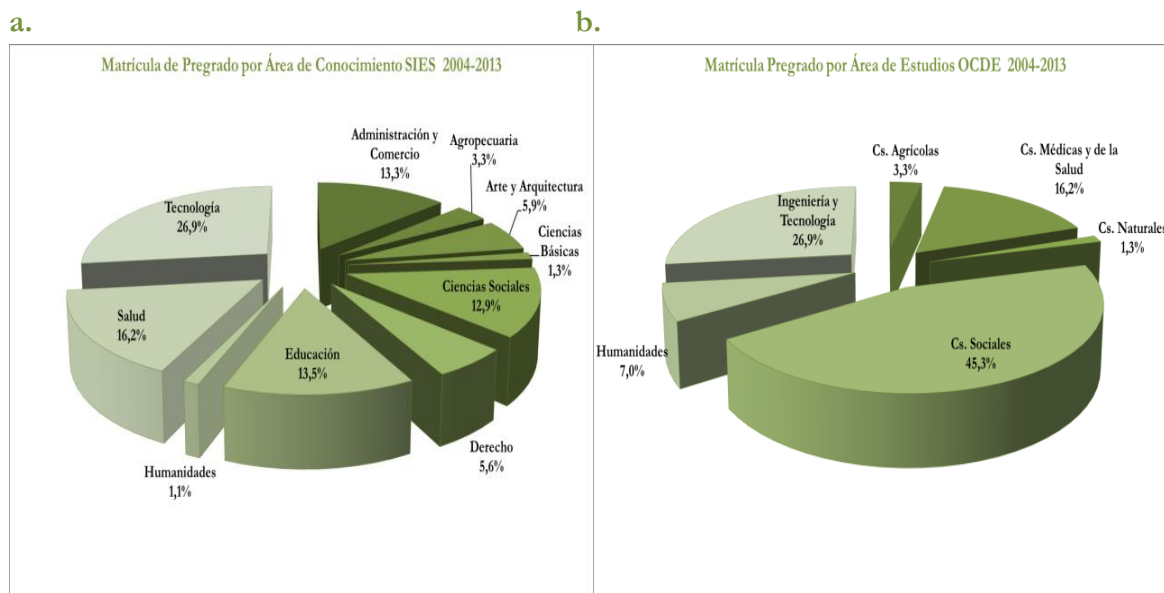 a.
Matrícula de Pregrado por Área de Conocimiento SIES 2004-2013
Administración y
Comercio
13,3%
Agropecuaria
3,3%
Arte y Arquitectura
5,9%
Ciencias
Básicas
1,3%
Ciencias Sociales
12,9%
Derecho
5,6%
Educación
13,5%
Humanidades
1,1%
Salud
16,2%
Tecnología
26,9%
b.
Matrícula Pregrado por Área de Estudios OCDE 2004-2013
Cs. Agrícolas
3,3%
Cs. Médicas y de la
Salud
16,2%
Cs. Naturales
1,3%
Cs. Sociales
45,3%
Humanidades
7,0%
Ingeniería y
Tecnología
26,9%